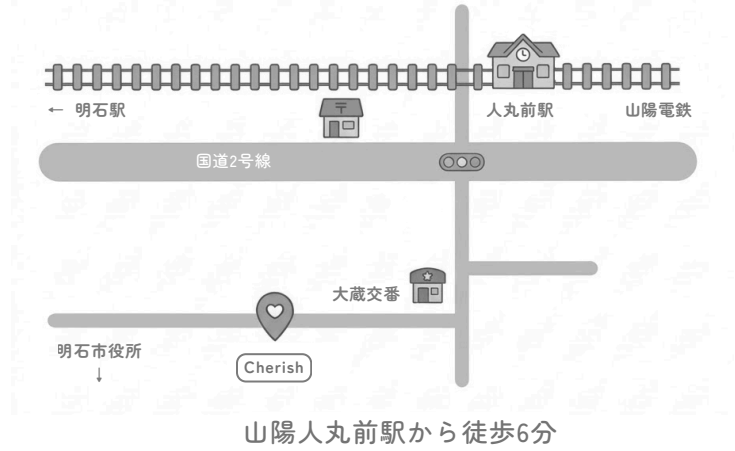 ← 明石駅
人丸前駅
山陽電鉄
〒
国道2号線
大蔵交番
明石市役所
↓
Cherish
山陽人丸前駅から徒歩6分